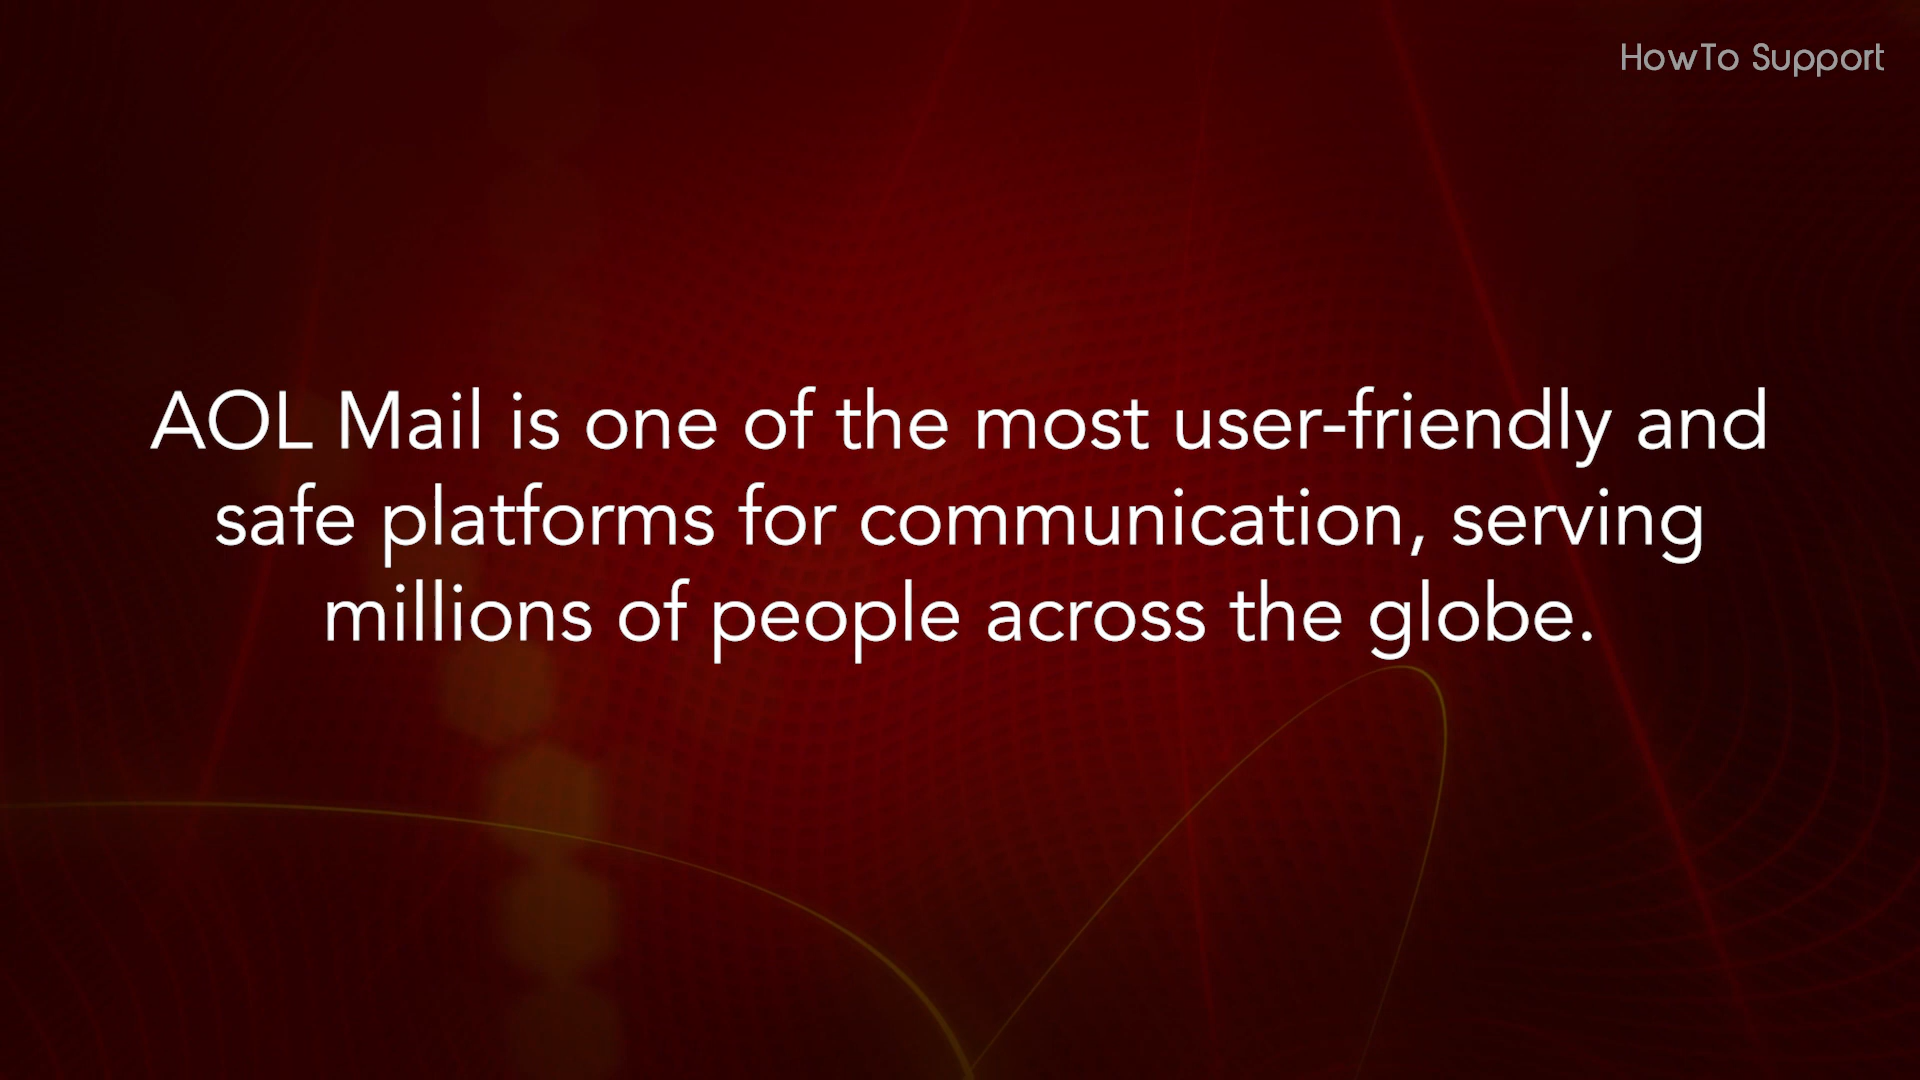 HowTo Support
AOL Mail is one of the most user-friendly and
safe platforms for communication, serving
millions of people across the globe.